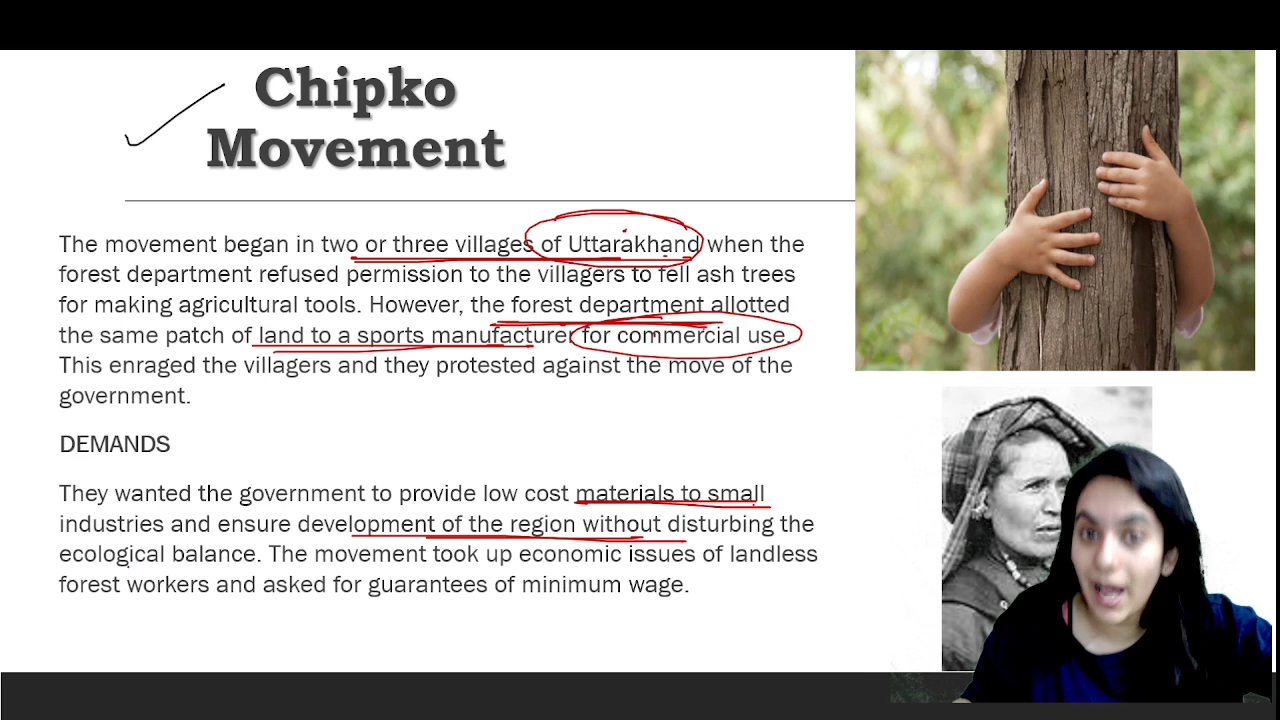 Chipko
Movement
The movement began in two or three villages of Uttarakhand when the
forest department refused permission to the villagers to fell ash trees
for making agricultural tools. However, the forest department allotted
the same patch of land to a sports manufacturer for commercial use.
This enraged the villagers and they protested against the move of the
government.
DEMANDS
They wanted the government to provide low cost materials to small
industries and ensure development of the region without disturbing the
ecological balance. The movement took up economic issues of landless
forest workers and asked for guarantees of minimum wage.